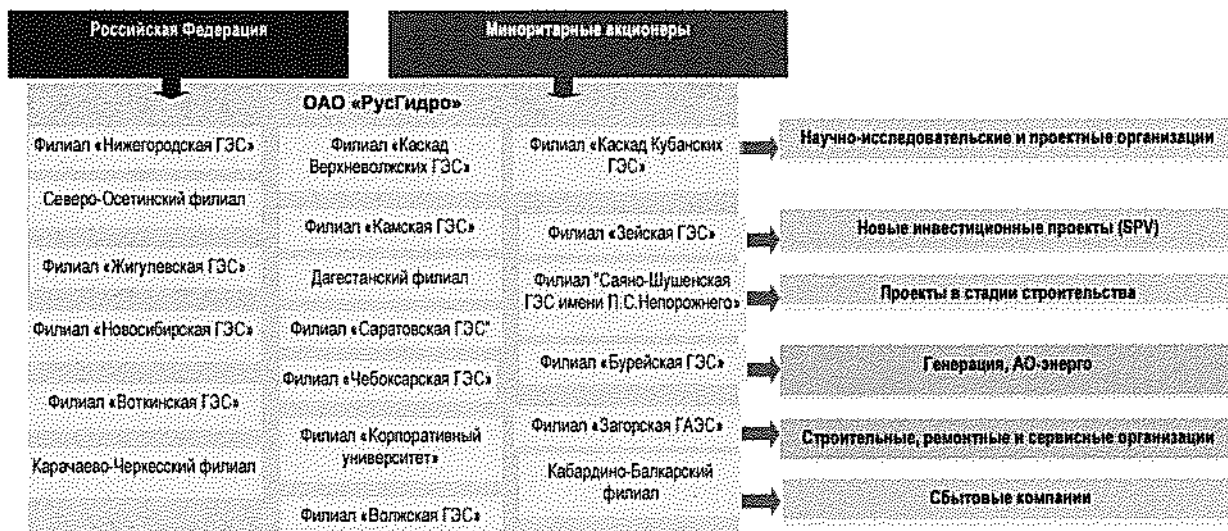 Российская Федерация
Миноритарные акционеры
ОАО «РусГидро»
Филиал «Нижегородская ГЭС»
Северо-Осетинский филиал
Филиал «Жигулевская ГЭС»
Филиал «Новосибирская ГЭС»
Филиал «Воткинская ГЭС»
Карачаево-Черкесский филиал
Филиал «Каскад
Верхневолжских ГЭС»
Филиал «Камская ГЭС»
Дагестанский филиал
Филиал «Саратовская ГЭС"
Филиал «Чебоксарская ГЭС»
Филиал «Корпоративный
университет»
Филиал «Волжская ГЭС»
Филиал «Каскад Кубанских
ГЭС»
Филиал «Зейская ГЭС»
Филиал "Саяно-Шушенская
ГЭС имени П.С.Непорожнего»
Филиал «Бурейская ГЭС»
Филиал «Загорская ГАЭС»
Кабардино-Балкарский
филиал
Научно-исследовательские и проектные организации
Новые инвестиционные проекты (SPV)
Проекты в стадии строительства
Генерация, АО-энерго
Строительные, ремонтные и сервисные организации
Сбытовые компании